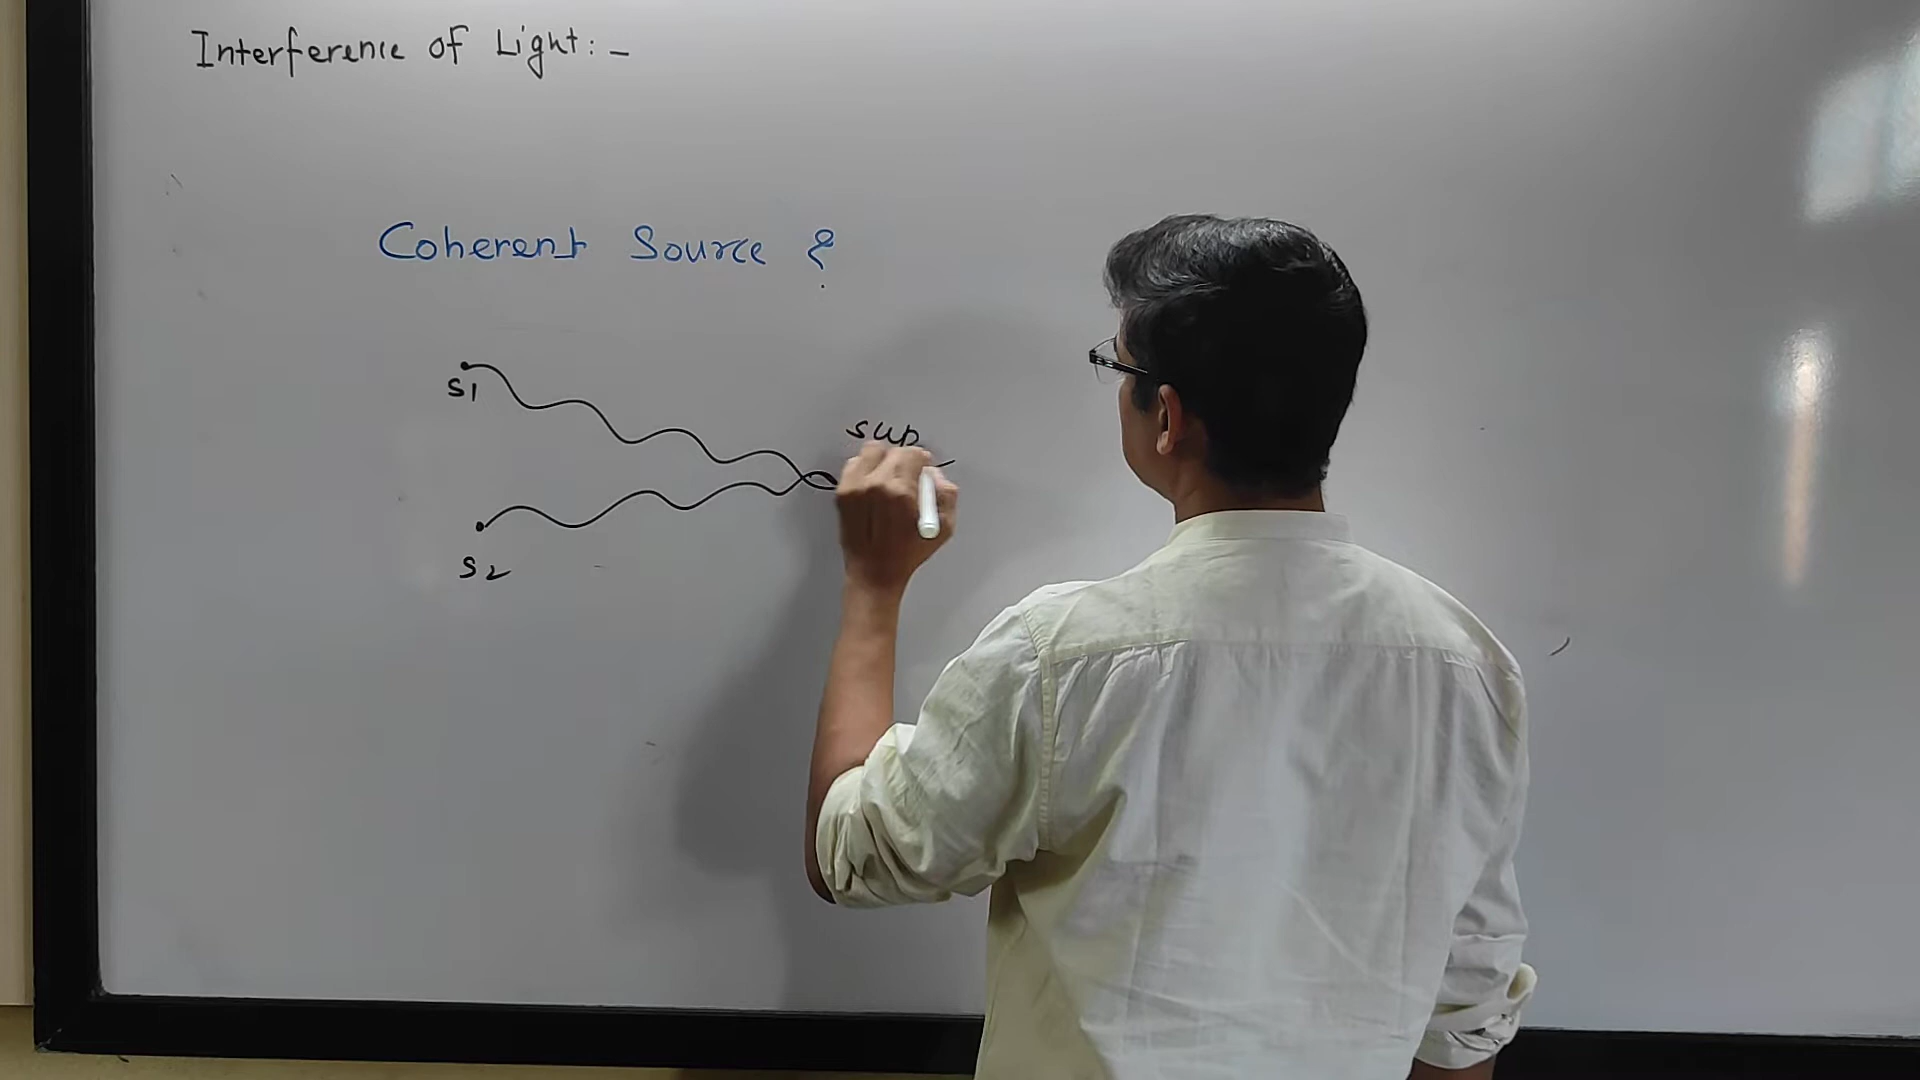 Interference of Light:-
Coherent Source ?
S1
sup
S2